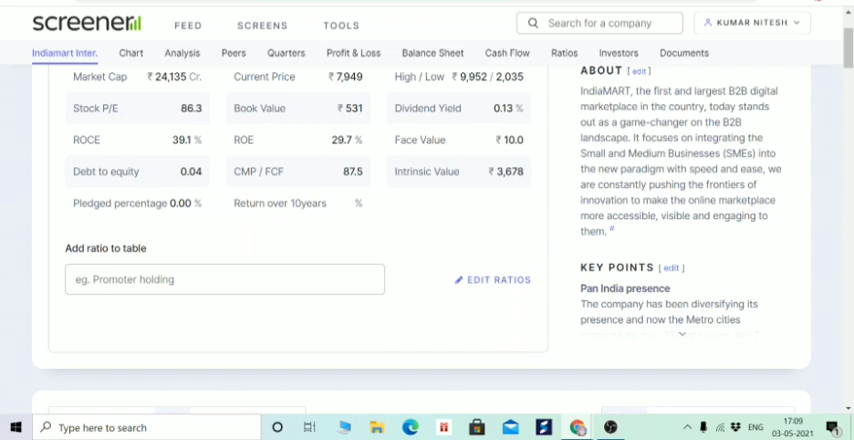 screener
FEED
SCREENS
TOOLS
Search for a company
KUMAR NITESH
Indiamart Inter.
Chart
Analysis
Peers
Quarters
Profit & Loss
Balance Sheet
Cash Flow
Ratios
Investors
Documents
Market Cap ₹ 24,135 Cr.
Current Price ₹ 7,949
High / Low ₹ 9,952 / 2,035
Stock P/E 86.3
Book Value ₹ 531
Dividend Yield 0.13 %
ROCE 39.1 %
ROE 29.7 %
Face Value ₹ 10.0
Debt to equity 0.04
CMP / FCF 87.5
Intrinsic Value ₹ 3,678
Pledged percentage 0.00 %
Return over 10years %
Add ratio to table
eg. Promoter holding
EDIT RATIOS
ABOUT [ edit ]
IndiaMART, the first and largest B2B digital
marketplace in the country, today stands
out as a game-changer on the B2B
landscape. It focuses on integrating the
Small and Medium Businesses (SMEs) into
the new paradigm with speed and ease, we
are constantly pushing the frontiers of
innovation to make the online marketplace
more accessible, visible and engaging to
them. #
KEY POINTS [ edit ]
Pan India presence
The company has been diversifying its
presence and now the Metro cities
Type here to search
ENG
17:09
03-05-2021